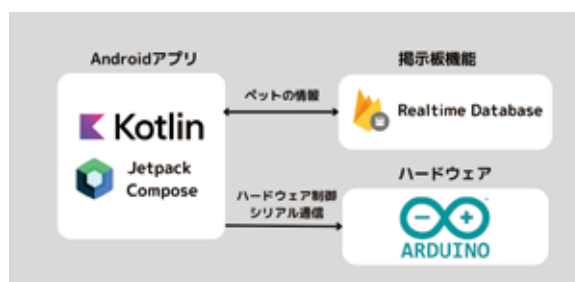 Androidアプリ
Kotlin
Jetpack
Compose
ペットの情報
掲示板機能
Realtime Database
ハードウェア制御
シリアル通信
ハードウェア
ARDUINO